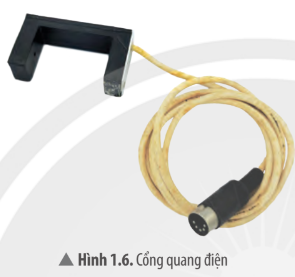 ▲ Hình 1.6. Cổng quang điện